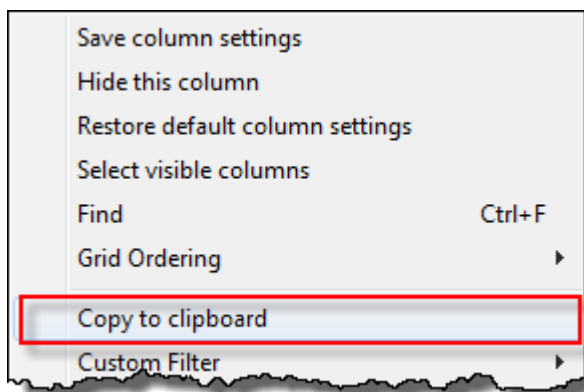 Save column settings
Hide this column
Restore default column settings
Select visible columns
Find Ctrl+F
Grid Ordering
Copy to clipboard
Custom Filter